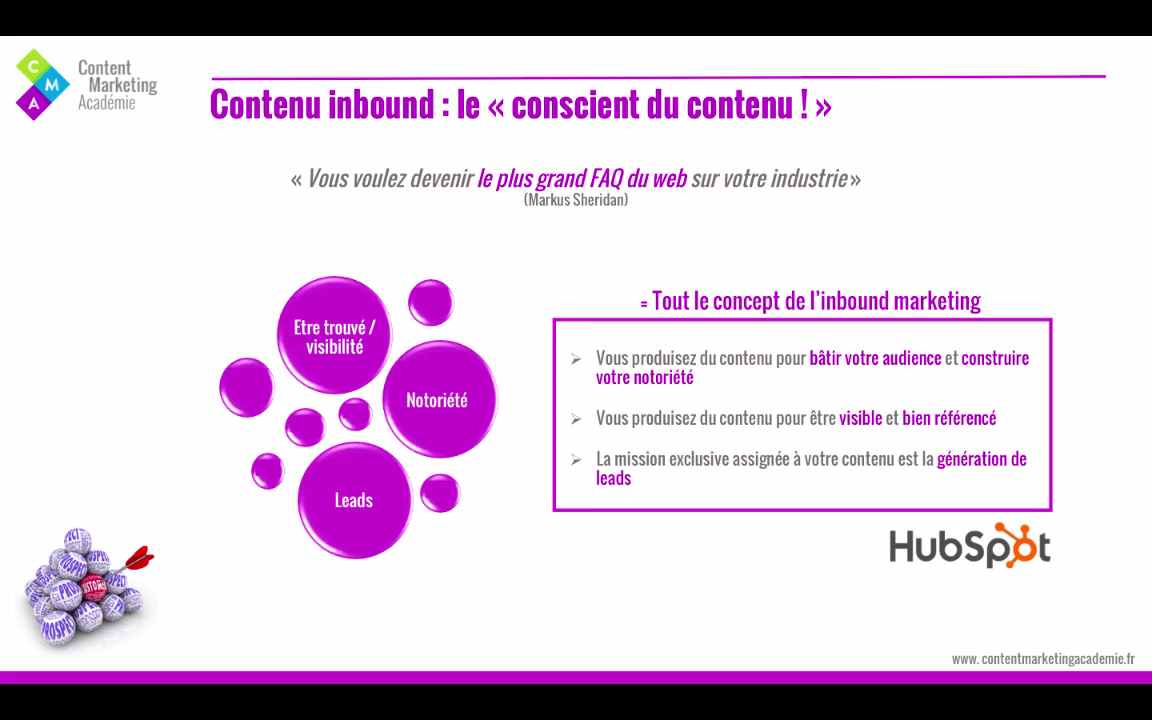 C
M
A
Content
Marketing
Académie
Contenu inbound : le « conscient du contenu ! »
« Vous voulez devenir le plus grand FAQ du web sur votre industrie »
(Markus Sheridan)
Etre trouvé /
visibilité
Notoriété
Leads
= Tout le concept de l’inbound marketing
Vous produisez du contenu pour bâtir votre audience et construire
votre notoriété
Vous produisez du contenu pour être visible et bien référencé
La mission exclusive assignée à votre contenu est la génération de
leads
HubSpot
PROSPECT
www. contentmarketingacademie.fr